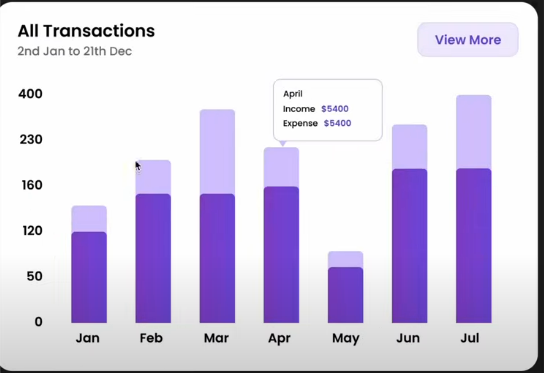 All Transactions
2nd Jan to 21th Dec
View More
400
230
160
120
50
0
April
Income $5400
Expense $5400
Jan Feb Mar Apr May Jun Jul